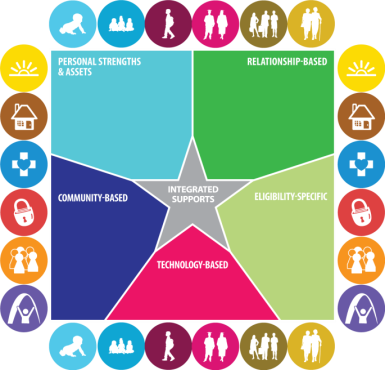 PERSONAL STRENGTHS
& ASSETS
RELATIONSHIP-BASED
INTEGRATED
SUPPORTS
COMMUNITY-BASED
ELIGIBILITY-SPECIFIC
TECHNOLOGY-BASED